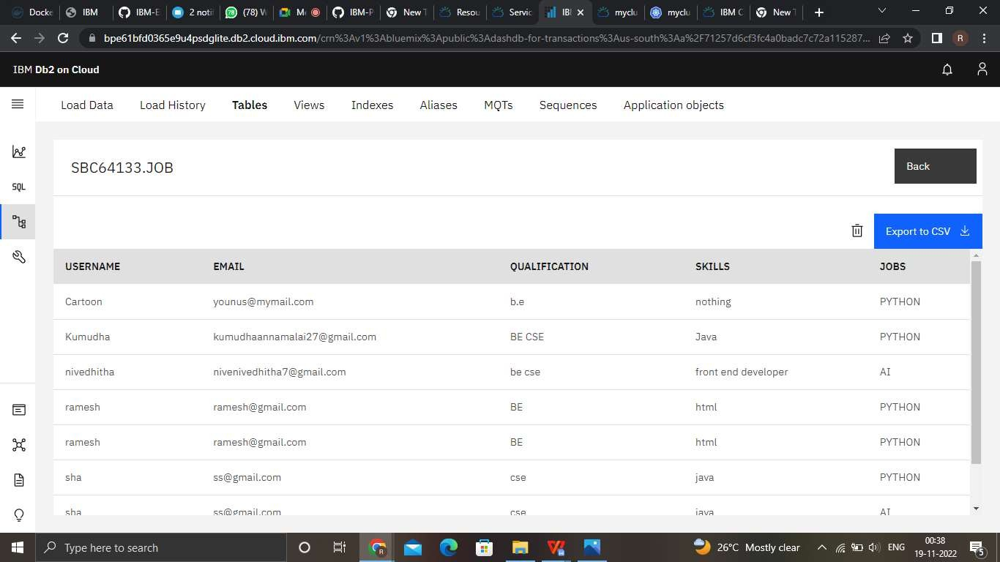 Docke
IBM
IBM-E
2 notif
(78) W
Me
IBM-P
New T
Resou
Servic
IBI
myclu
myclu
IBM C
New T
bpe61bfd0365e9u4psdglite.db2.cloud.ibm.com/crn%3Av1%3Abluemix%3Apublic%3Adashdb-for-transactions%3Aus-south%3Aa%2F71257d6cf3fc4a0badc7c72a115287...
R
IBM Db2 on Cloud
Load Data Load History Tables Views Indexes Aliases MQTs Sequences Application objects
SBC64133.JOB
Back
SQL
Export to CSV
USERNAME EMAIL QUALIFICATION SKILLS JOBS
Cartoon younus@mymail.com b.e nothing PYTHON
Kumudha kumudhaannamalai27@gmail.com BE CSE Java PYTHON
nivedhitha nivenivedhitha7@gmail.com be cse front end developer AI
ramesh ramesh@gmail.com BE html PYTHON
ramesh ramesh@gmail.com BE html PYTHON
sha ss@gmail.com cse java PYTHON
sha ss@gmail.com cse java AI
Type here to search
R
26°C Mostly clear
ENG
00:38
19-11-2022
5